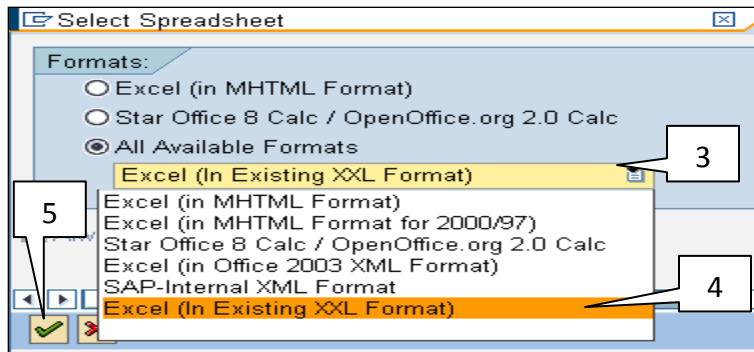 Select Spreadsheet
Formats:
Excel (in MHTML Format)
Star Office 8 Calc / OpenOffice.org 2.0 Calc
All Available Formats
3
Excel (In Existing XXL Format)
5
Excel (in MHTML Format)
Excel (in MHTML Format for 2000/97)
Star Office 8 Calc / OpenOffice.org 2.0 Calc
Excel (in Office 2003 XML Format)
SAP-Internal XML Format
4
Excel (In Existing XXL Format)